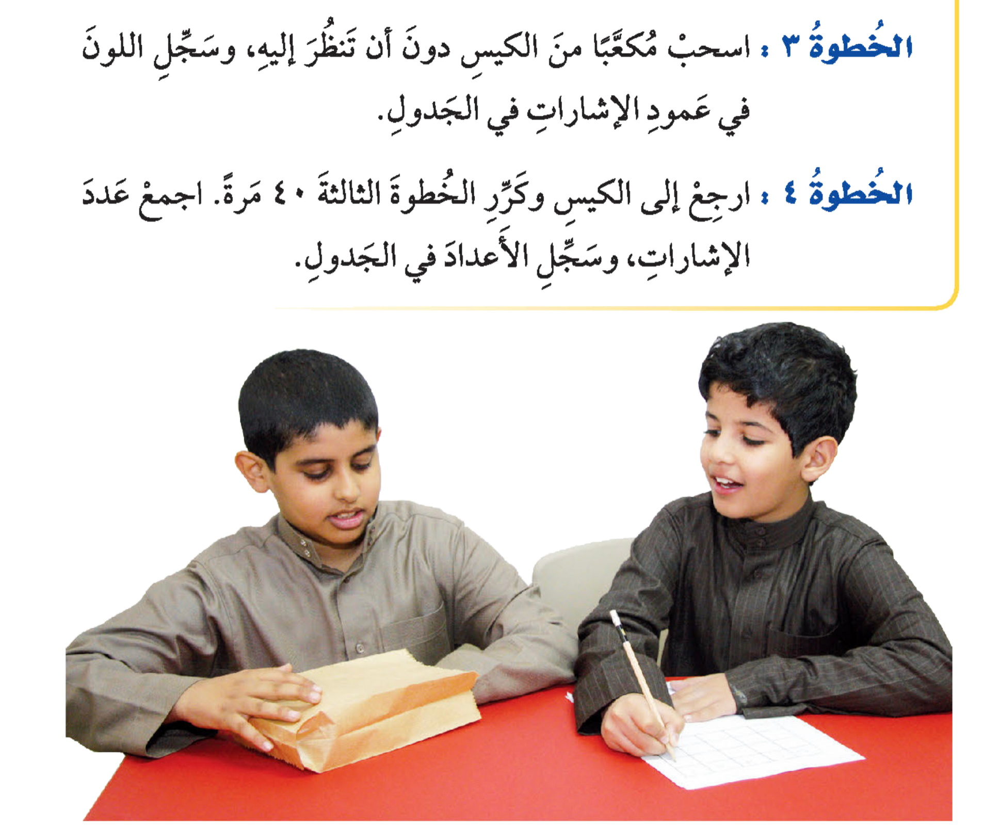 الخُطوةُ ٣ : اسحبْ مُكعَّبًا منَ الكيسِ دونَ أن تَنظُرَ إليهِ، وسَجِّلِ اللونَ
في عَمودِ الإشاراتِ في الجَدولِ.
الخُطوةُ ٤ : ارجِعْ إلى الكيسِ وكَرِّرِ الخُطوةَ الثالثةَ ٤٠ مَرةً. اجمعْ عَددَ
الإشاراتِ، وسَجِّلِ الأَعدادَ في الجَدولِ.